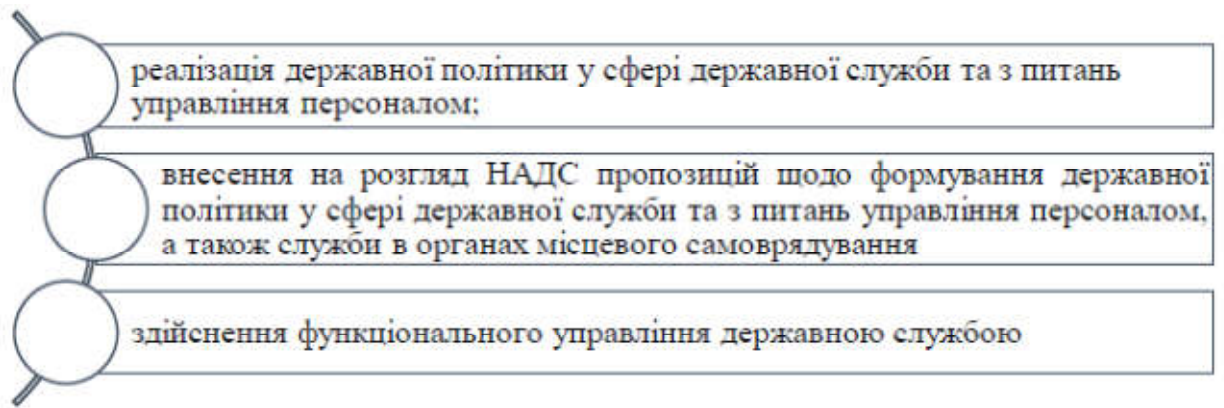 реалізація державної політики у сфері державної служби та з питань
управління персоналом;
внесення на розгляд НАДС пропозицій щодо формування державної
політики у сфері державної служби та з питань управління персоналом,
а також служби в органах місцевого самоврядування
здійснення функціонального управління державною службою